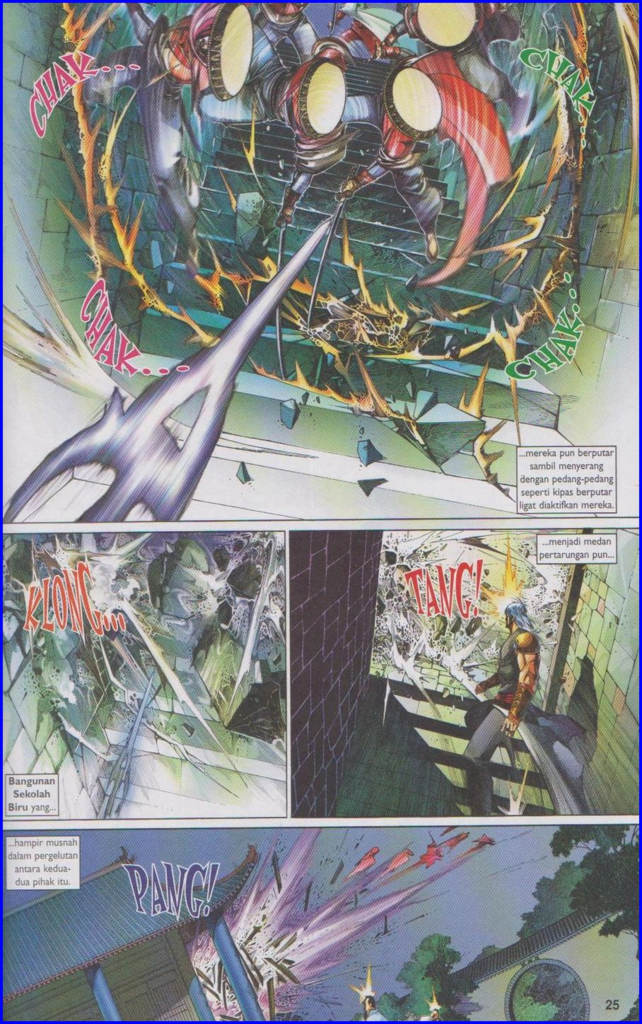 CHAK...
CHAK...
CHAK...
CHAK...
...mereka pun berputar
sambil menyerang
dengan pedang-pedang
seperti kipas berputar
ligat diaktifkan mereka.
KLONG...
Bangunan
Sekolah
Biru yang...
TANG!
...menjadi medan
pertarungan pun...
...hampir musnah
dalam pergelutan
antara kedua-
dua pihak itu.
PANG!
25